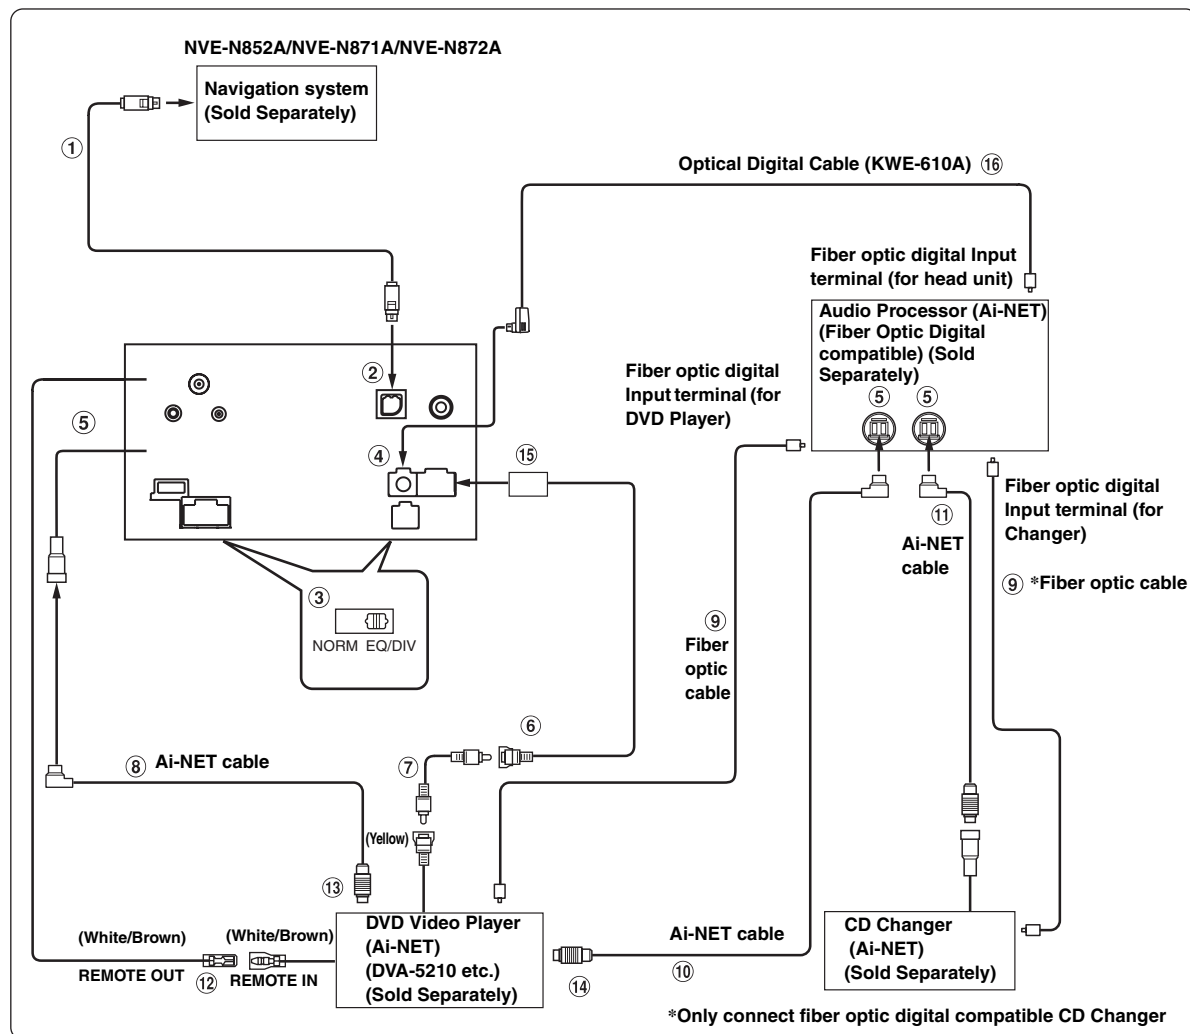 NVE-N852A/NVE-N871A/NVE-N872A
Navigation system
(Sold Separately)
①
Optical Digital Cable (KWE-610A) ⑯
Fiber optic digital Input
terminal (for head unit)
Audio Processor (Ai-NET)
(Fiber Optic Digital
compatible) (Sold
Separately)
⑤ ⑤
②
Fiber optic digital
Input terminal (for
DVD Player)
⑤
④
⑮
Fiber optic digital
Input terminal (for
Changer)
⑪
Ai-NET
cable
⑨ *Fiber optic cable
③
NORM EQ/DIV
⑨
Fiber
optic
cable
⑥
⑦
⑧ Ai-NET cable
(Yellow)
⑬
DVD Video Player
(Ai-NET)
(DVA-5210 etc.)
(Sold Separately)
(White/Brown)
REMOTE OUT
⑫
(White/Brown)
REMOTE IN
⑭
Ai-NET cable
⑩
CD Changer
(Ai-NET)
(Sold Separately)
*Only connect fiber optic digital compatible CD Changer